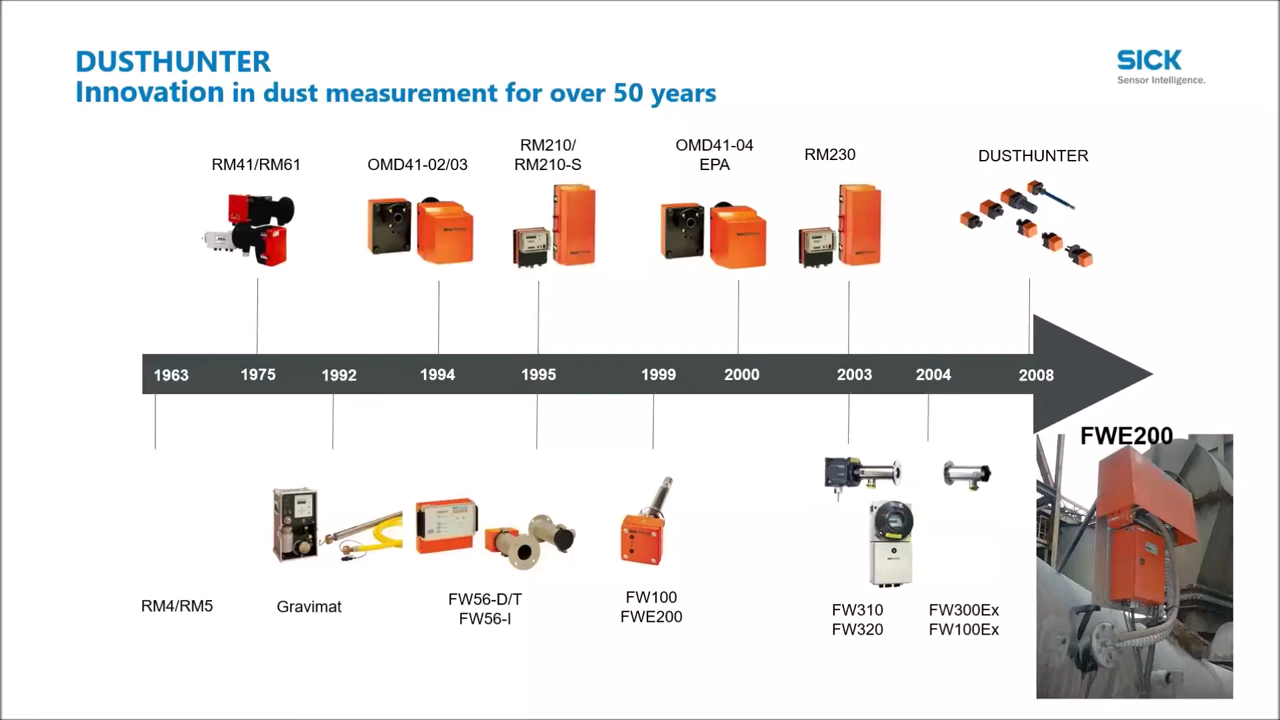 DUSTHUNTER
Innovation in dust measurement for over 50 years
SICK
Sensor Intelligence.
RM41/RM61
OMD41-02/03
RM210/
RM210-S
OMD41-04
EPA
RM230
DUSTHUNTER
1963
1975
1992
1994
1995
1999
2000
2003
2004
2008
FWE200
RM4/RM5
Gravimat
FW56-D/T
FW56-I
FW100
FWE200
FW310
FW320
FW300Ex
FW100Ex